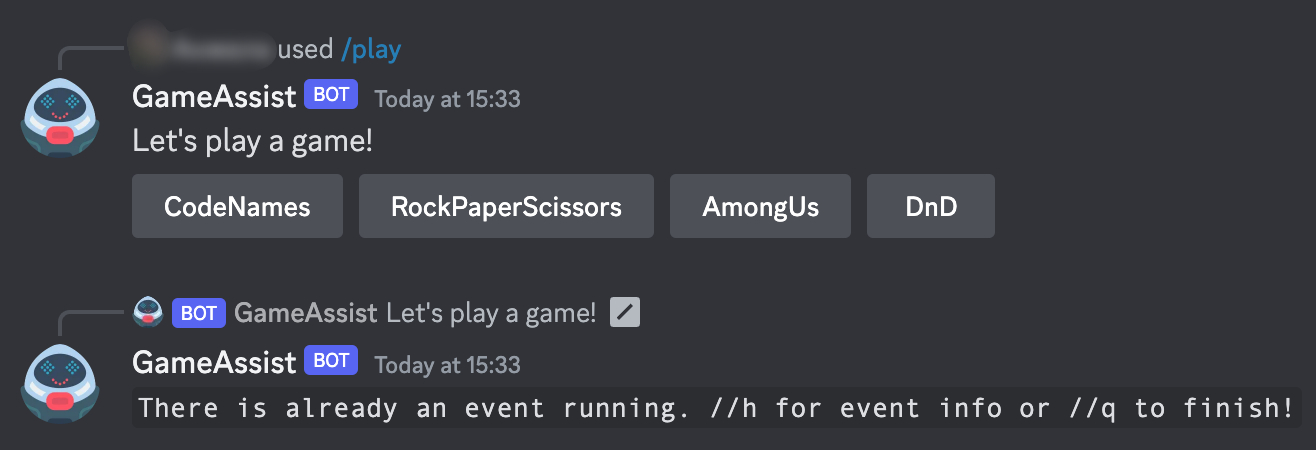 used /play
GameAssist BOT Today at 15:33
Let's play a game!
CodeNames RockPaperScissors AmongUs DnD
BOT GameAssist Let's play a game!
GameAssist BOT Today at 15:33
There is already an event running. //h for event info or //q to finish!